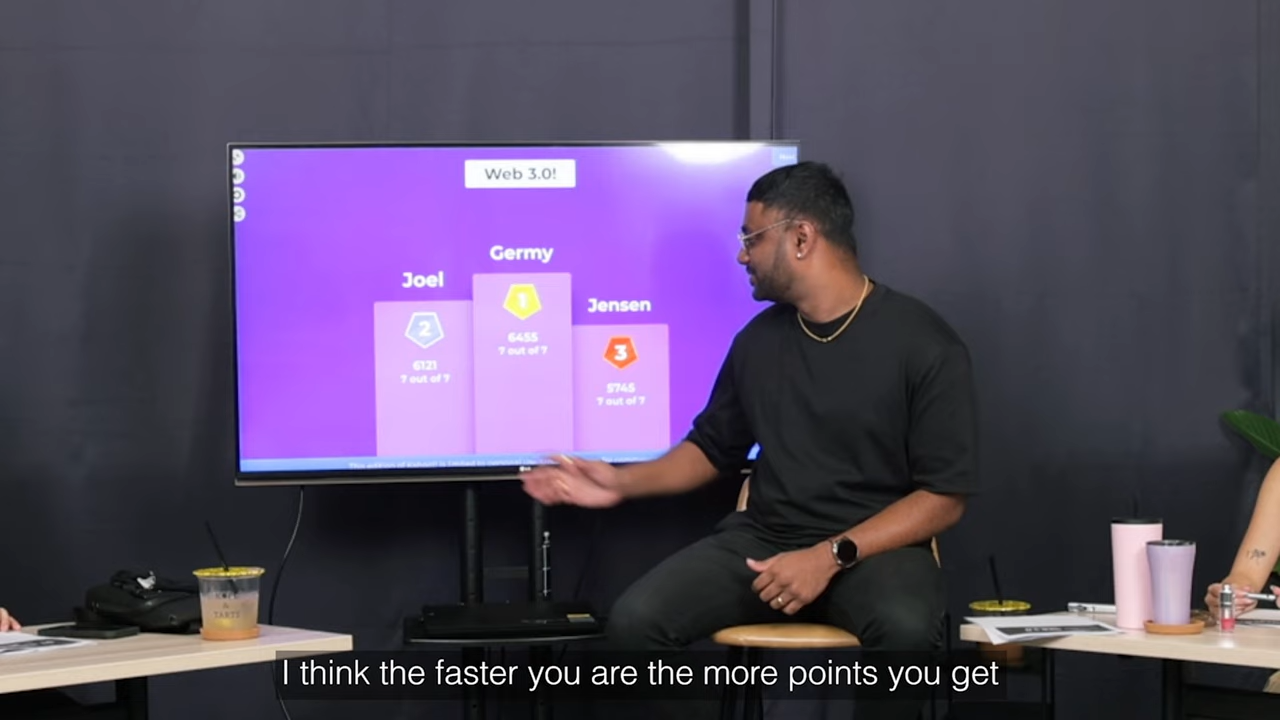 Web 3.0!
Germy
Joel
Jensen
1
2
3
6455
7 out of 7
6121
7 out of 7
5745
7 out of 7
I think the faster you are the more points you get